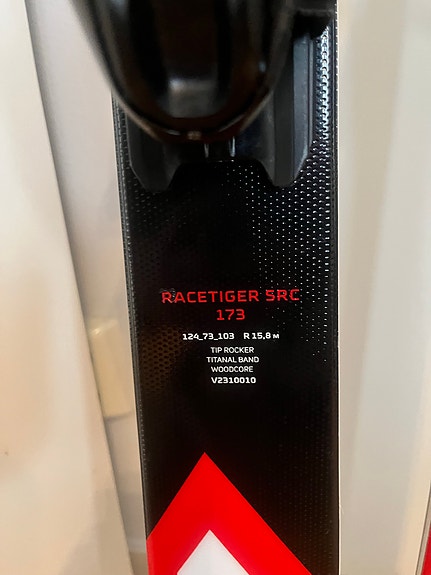 RACETIGER SRC
173
124_73_103 R 15,8 M
TIP ROCKER
TITANAL BAND
WOODCORE
V2310010